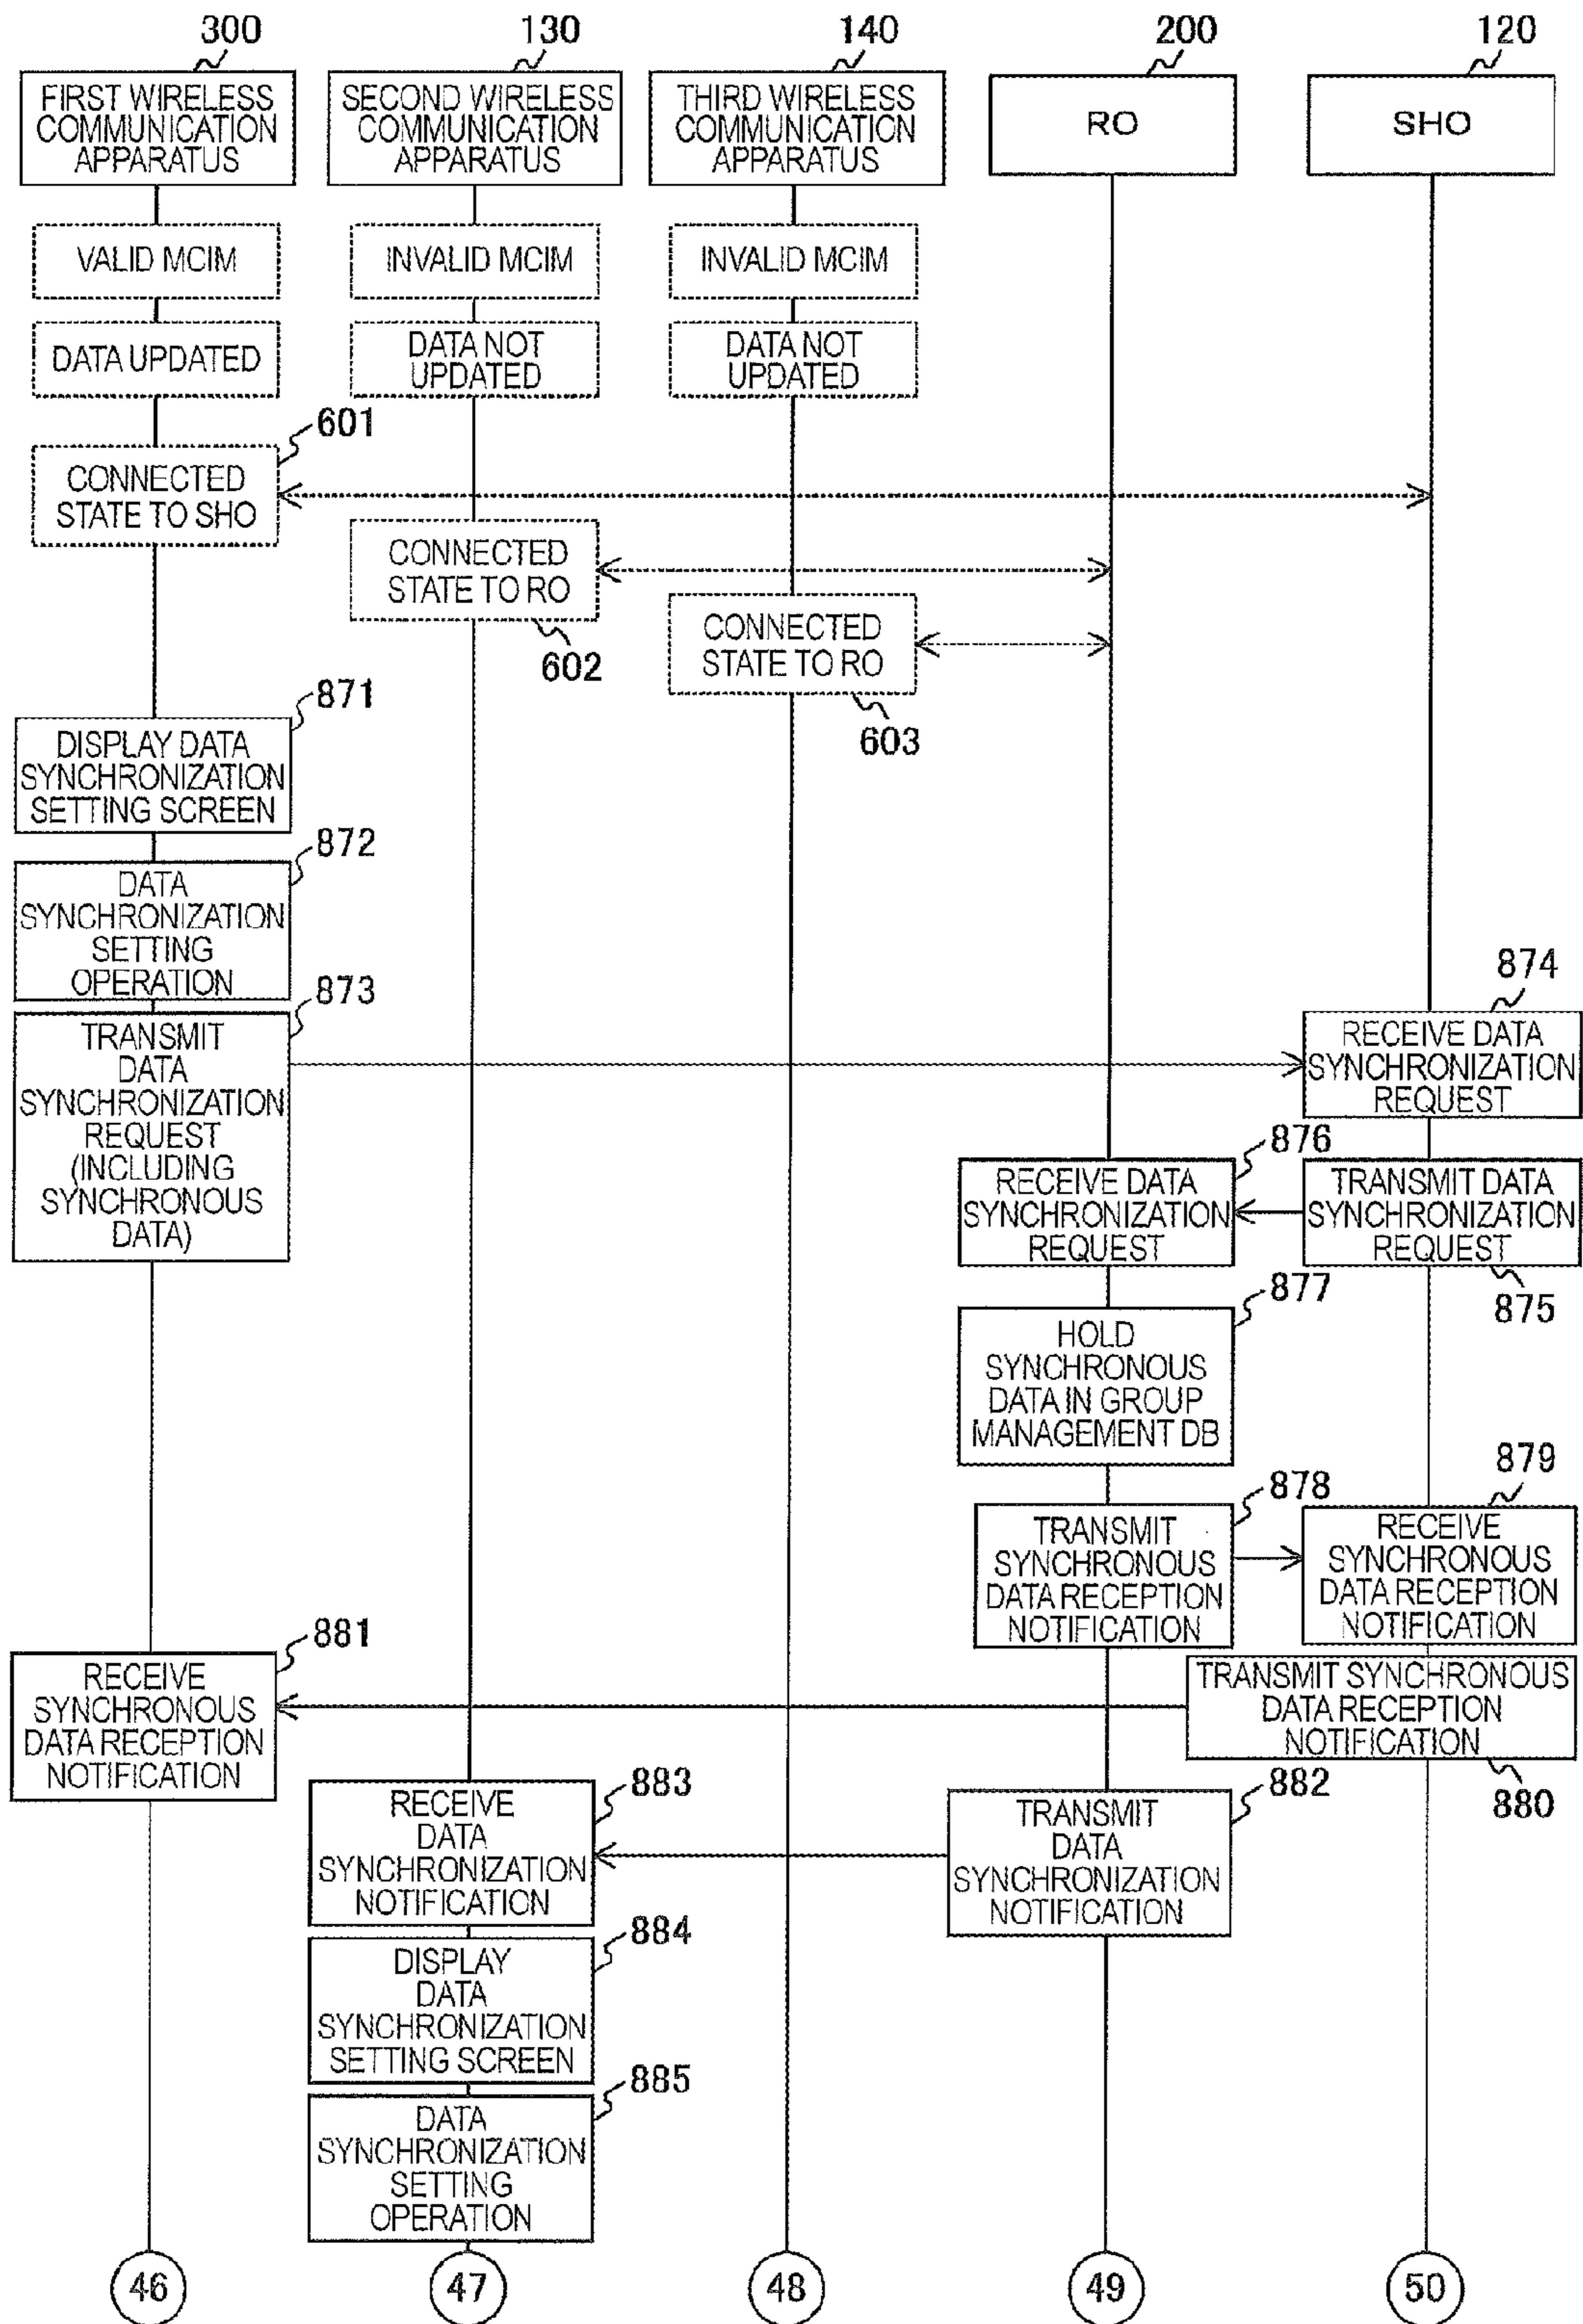 300
130
140
200
120
FIRST WIRELESS
COMMUNICATION
APPARATUS
SECOND WIRELESS
COMMUNICATION
APPARATUS
THIRD WIRELESS
COMMUNICATION
APPARATUS
RO
SHO
VALID MCIM
INVALID MCIM
INVALID MCIM
DATA UPDATED
DATA NOT
UPDATED
DATA NOT
UPDATED
601
CONNECTED
STATE TO SHO
CONNECTED
STATE TO RO
602
CONNECTED
STATE TO RO
603
871
DISPLAY DATA
SYNCHRONIZATION
SETTING SCREEN
872
DATA
SYNCHRONIZATION
SETTING
OPERATION
873
TRANSMIT
DATA
SYNCHRONIZATION
REQUEST
(INCLUDING
SYNCHRONOUS
DATA)
874
RECEIVE DATA
SYNCHRONIZATION
REQUEST
876
RECEIVE DATA
SYNCHRONIZATION
REQUEST
TRANSMIT DATA
SYNCHRONIZATION
REQUEST
875
877
HOLD
SYNCHRONOUS
DATA IN GROUP
MANAGEMENT DB
878
TRANSMIT
SYNCHRONOUS
DATA RECEPTION
NOTIFICATION
879
RECEIVE
SYNCHRONOUS
DATA RECEPTION
NOTIFICATION
881
RECEIVE
SYNCHRONOUS
DATA RECEPTION
NOTIFICATION
TRANSMIT SYNCHRONOUS
DATA RECEPTION
NOTIFICATION
880
883
RECEIVE
DATA
SYNCHRONIZATION
NOTIFICATION
882
TRANSMIT
DATA
SYNCHRONIZATION
NOTIFICATION
884
DISPLAY
DATA
SYNCHRONIZATION
SETTING SCREEN
885
DATA
SYNCHRONIZATION
SETTING
OPERATION
46
47
48
49
50